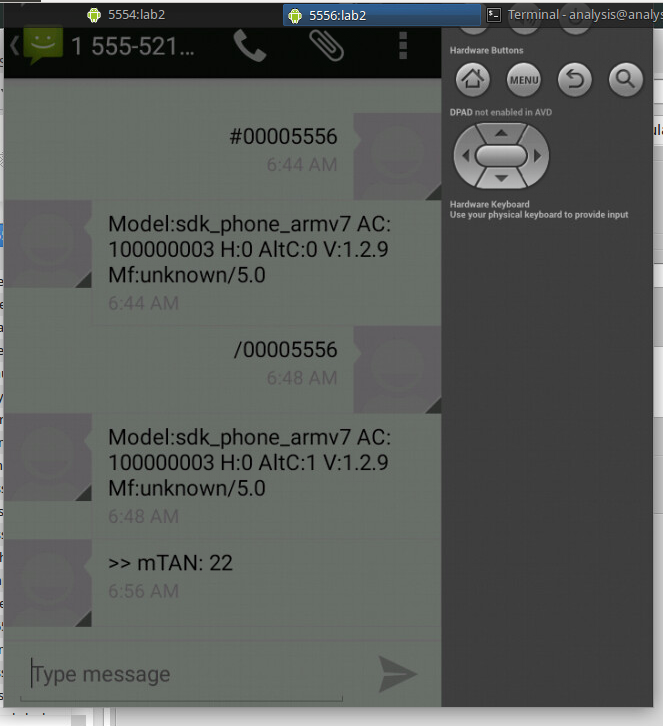 5554:lab2
5556:lab2
Terminal - analysis@analys
1 555-521...
#00005556
6:44 AM
Model:sdk_phone_armv7 AC:
100000003 H:0 AltC:0 V:1.2.9
Mf:unknown/5.0
6:44 AM
/00005556
6:48 AM
Model:sdk_phone_armv7 AC:
100000003 H:0 AltC:1 V:1.2.9
Mf:unknown/5.0
6:48 AM
>> mTAN: 22
6:56 AM
Type message
Hardware Buttons
MENU
DPAD not enabled in AVD
Hardware Keyboard
Use your physical keyboard to provide input